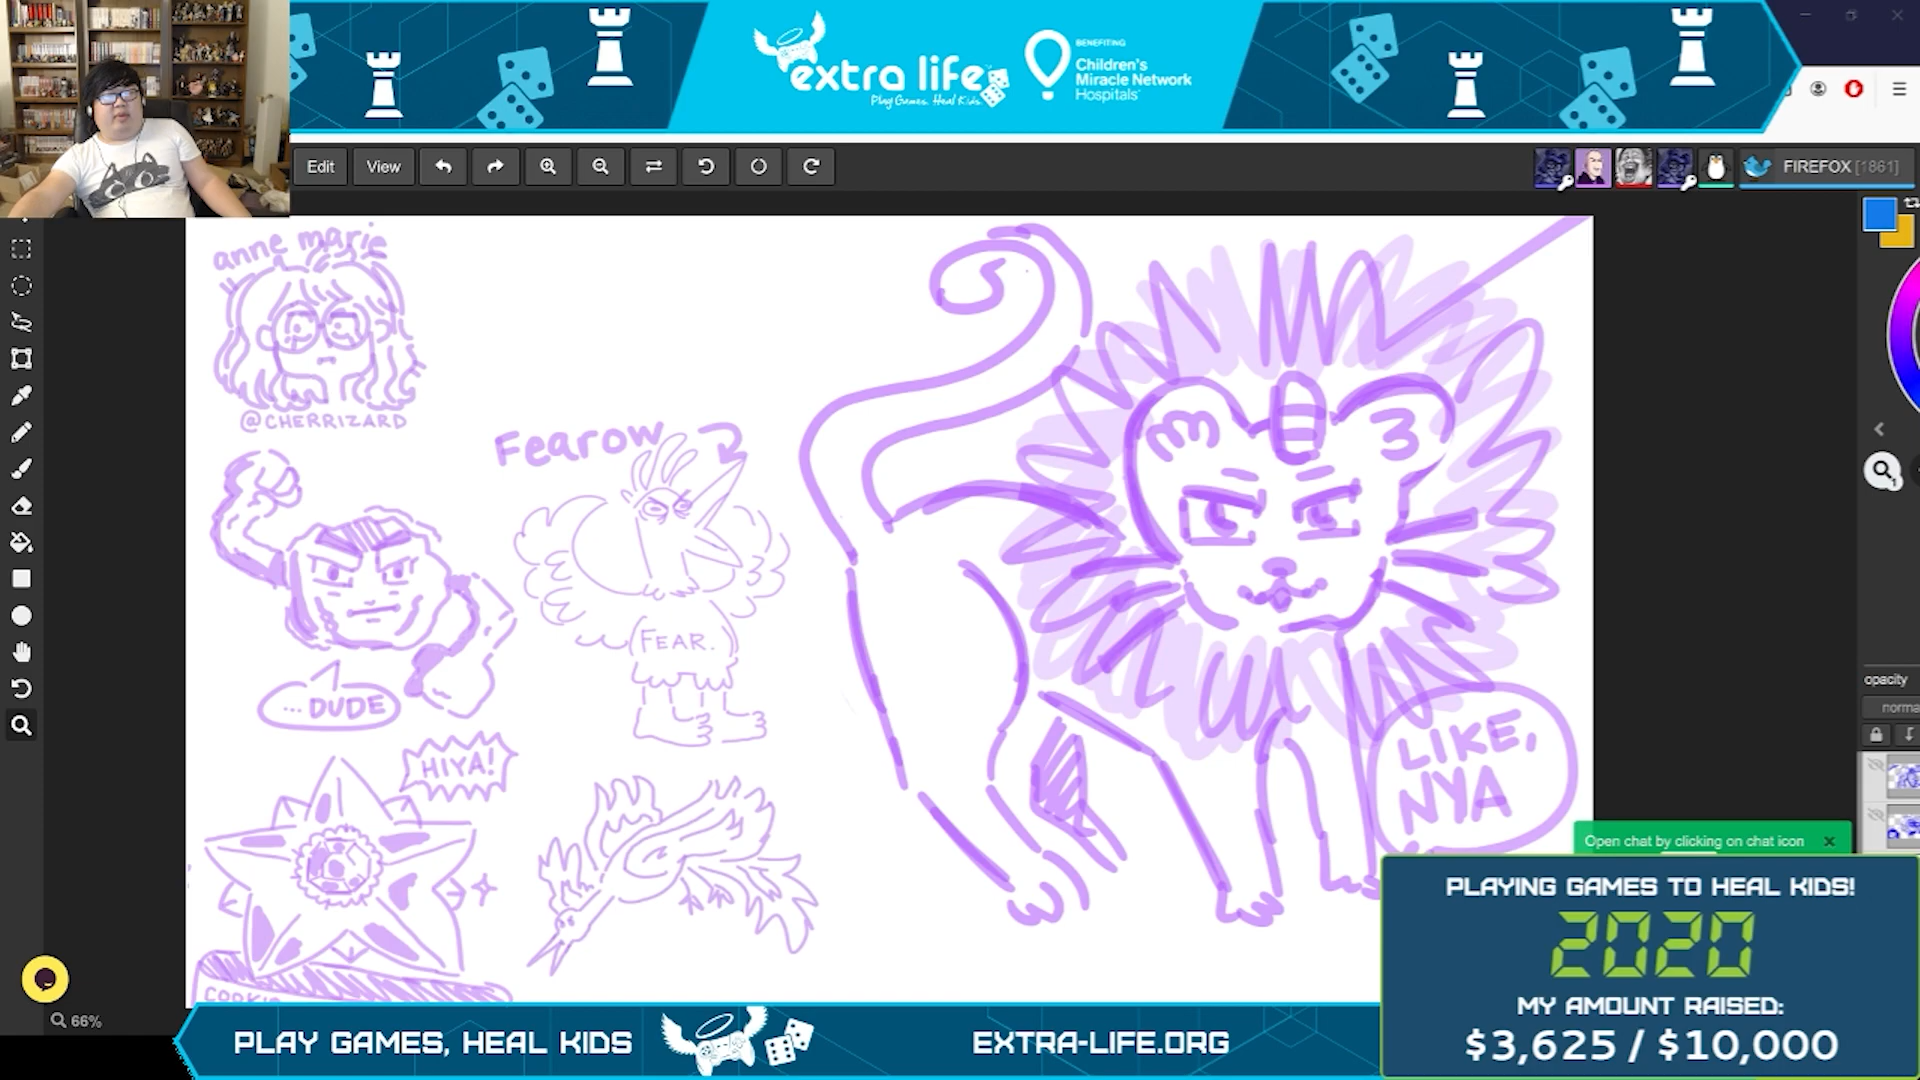 extra life
Play Games. Heal Kids.
BENEFITING
Children's
Miracle Network
Hospitals
Edit
View
FIREFOX [1861]
anne marie
@CHERRIZARD
Fearow
FEAR.
... DUDE
HIYA!
LIKE,
NYA
opacity
norma
Open chat by clicking on chat icon
PLAYING GAMES TO HEAL KIDS!
2020
MY AMOUNT RAISED:
$3,625 / $10,000
66%
PLAY GAMES, HEAL KIDS
EXTRA-LIFE.ORG